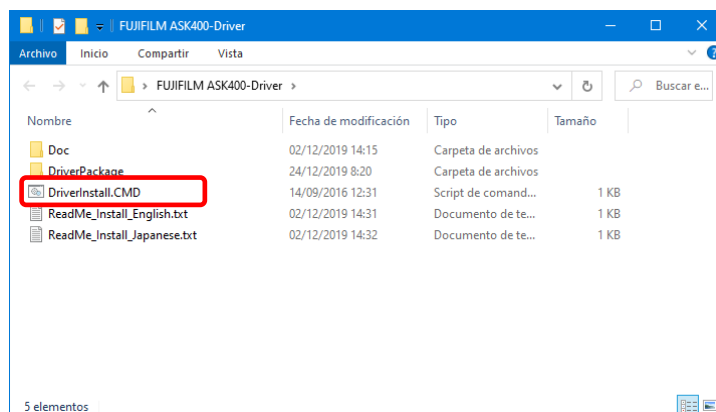 FUJIFILM ASK400-Driver
Archivo Inicio Compartir Vista
FUJIFILM ASK400-Driver Buscar e...
Nombre Fecha de modificación Tipo Tamaño
Doc 02/12/2019 14:15 Carpeta de archivos
DriverPackage 24/12/2019 8:20 Carpeta de archivos
DriverInstall.CMD 14/09/2016 12:31 Script de comand... 1 KB
ReadMe_Install_English.txt 02/12/2019 14:31 Documento de te... 1 KB
ReadMe_Install_Japanese.txt 02/12/2019 14:32 Documento de te... 1 KB
5 elementos